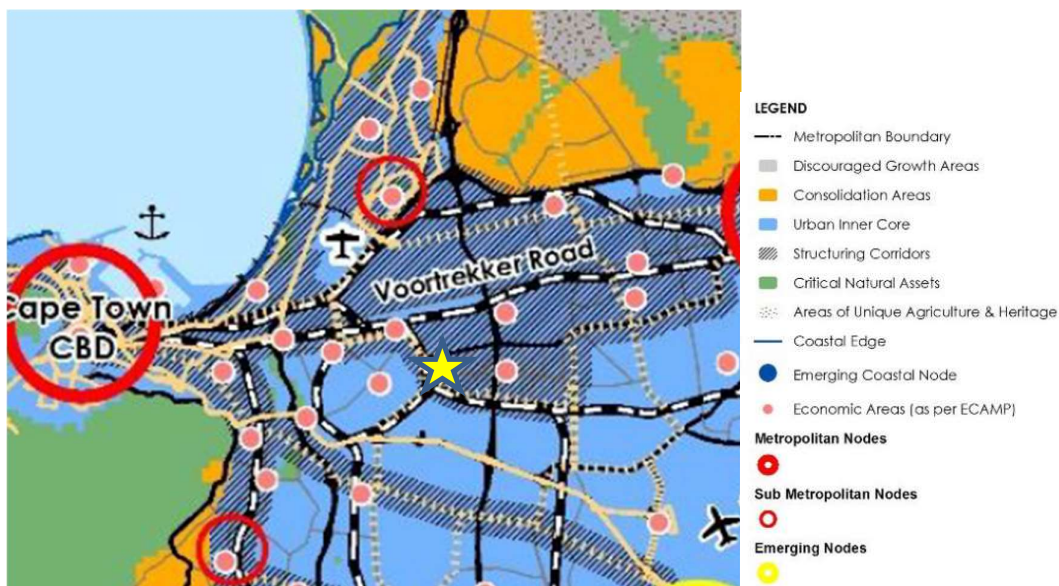 Voortrekker Road
Cape Town
CBD
LEGEND
Metropolitan Boundary
Discouraged Growth Areas
Consolidation Areas
Urban Inner Core
Structuring Corridors
Critical Natural Assets
Areas of Unique Agriculture & Heritage
Coastal Edge
Emerging Coastal Node
Economic Areas (as per ECAMP)
Metropolitan Nodes
Sub Metropolitan Nodes
Emerging Nodes